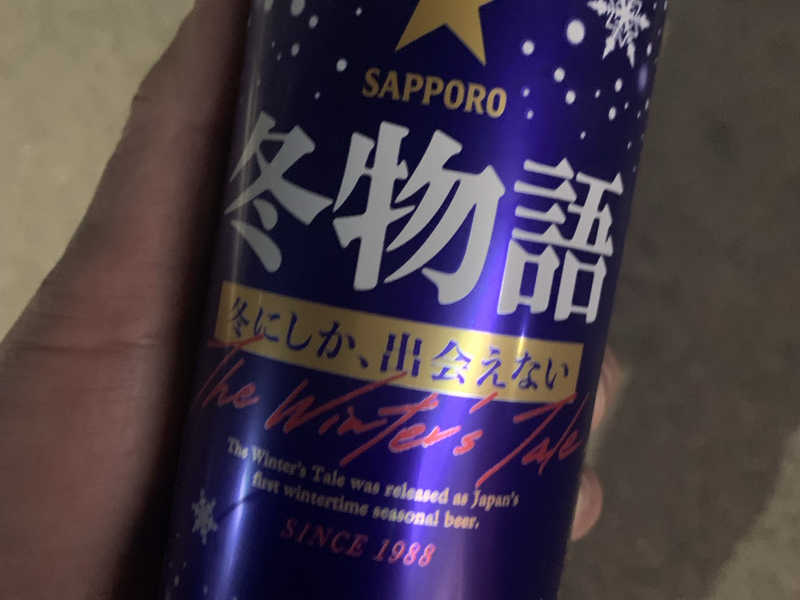 SAPPORO
冬物語
冬にしか、出会えない
The Winter's Tale
The Winter's Tale was released as Japan's
first wintertime seasonal beer.
SINCE 1988